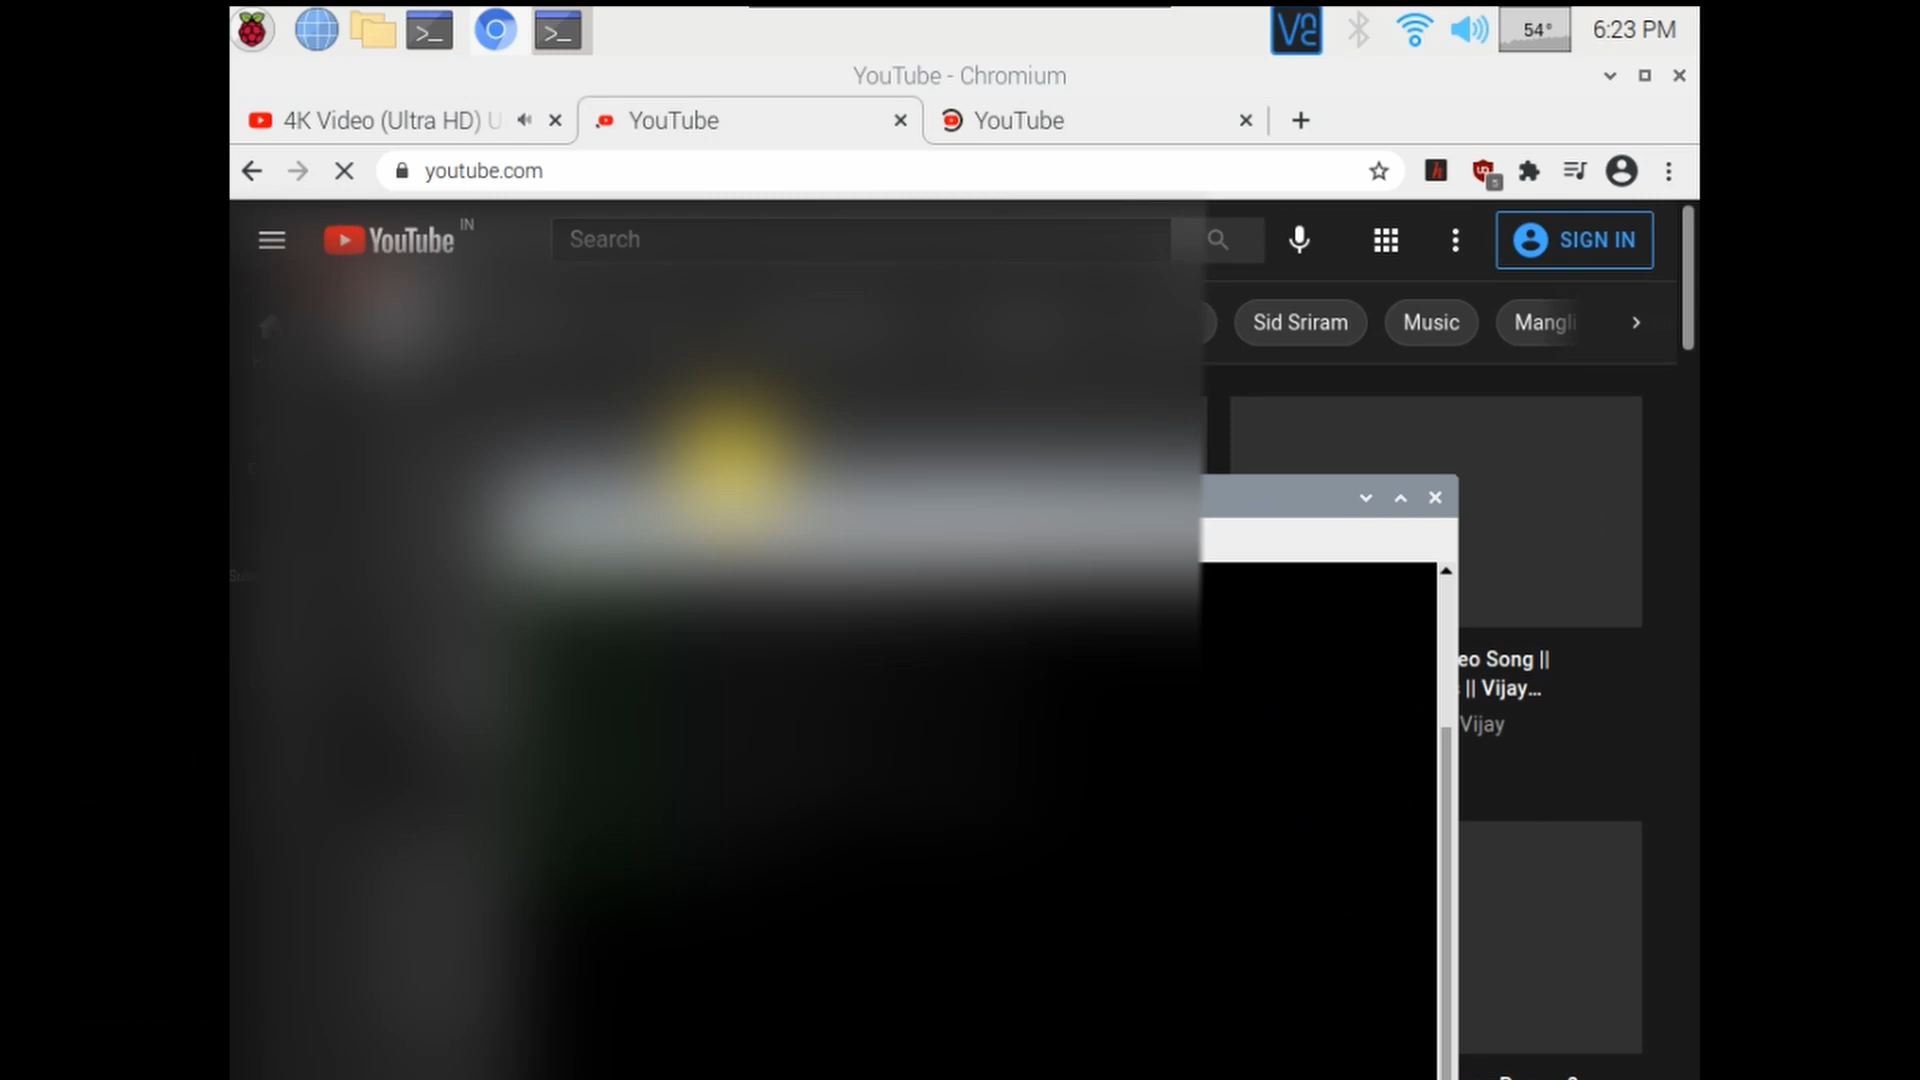 54°
6:23 PM
YouTube - Chromium
4K Video (Ultra HD) U
YouTube
YouTube
youtube.com
YouTube IN
Search
SIGN IN
Sid Sriram
Music
Mangli
eo Song ||
|| Vijay...
Vijay